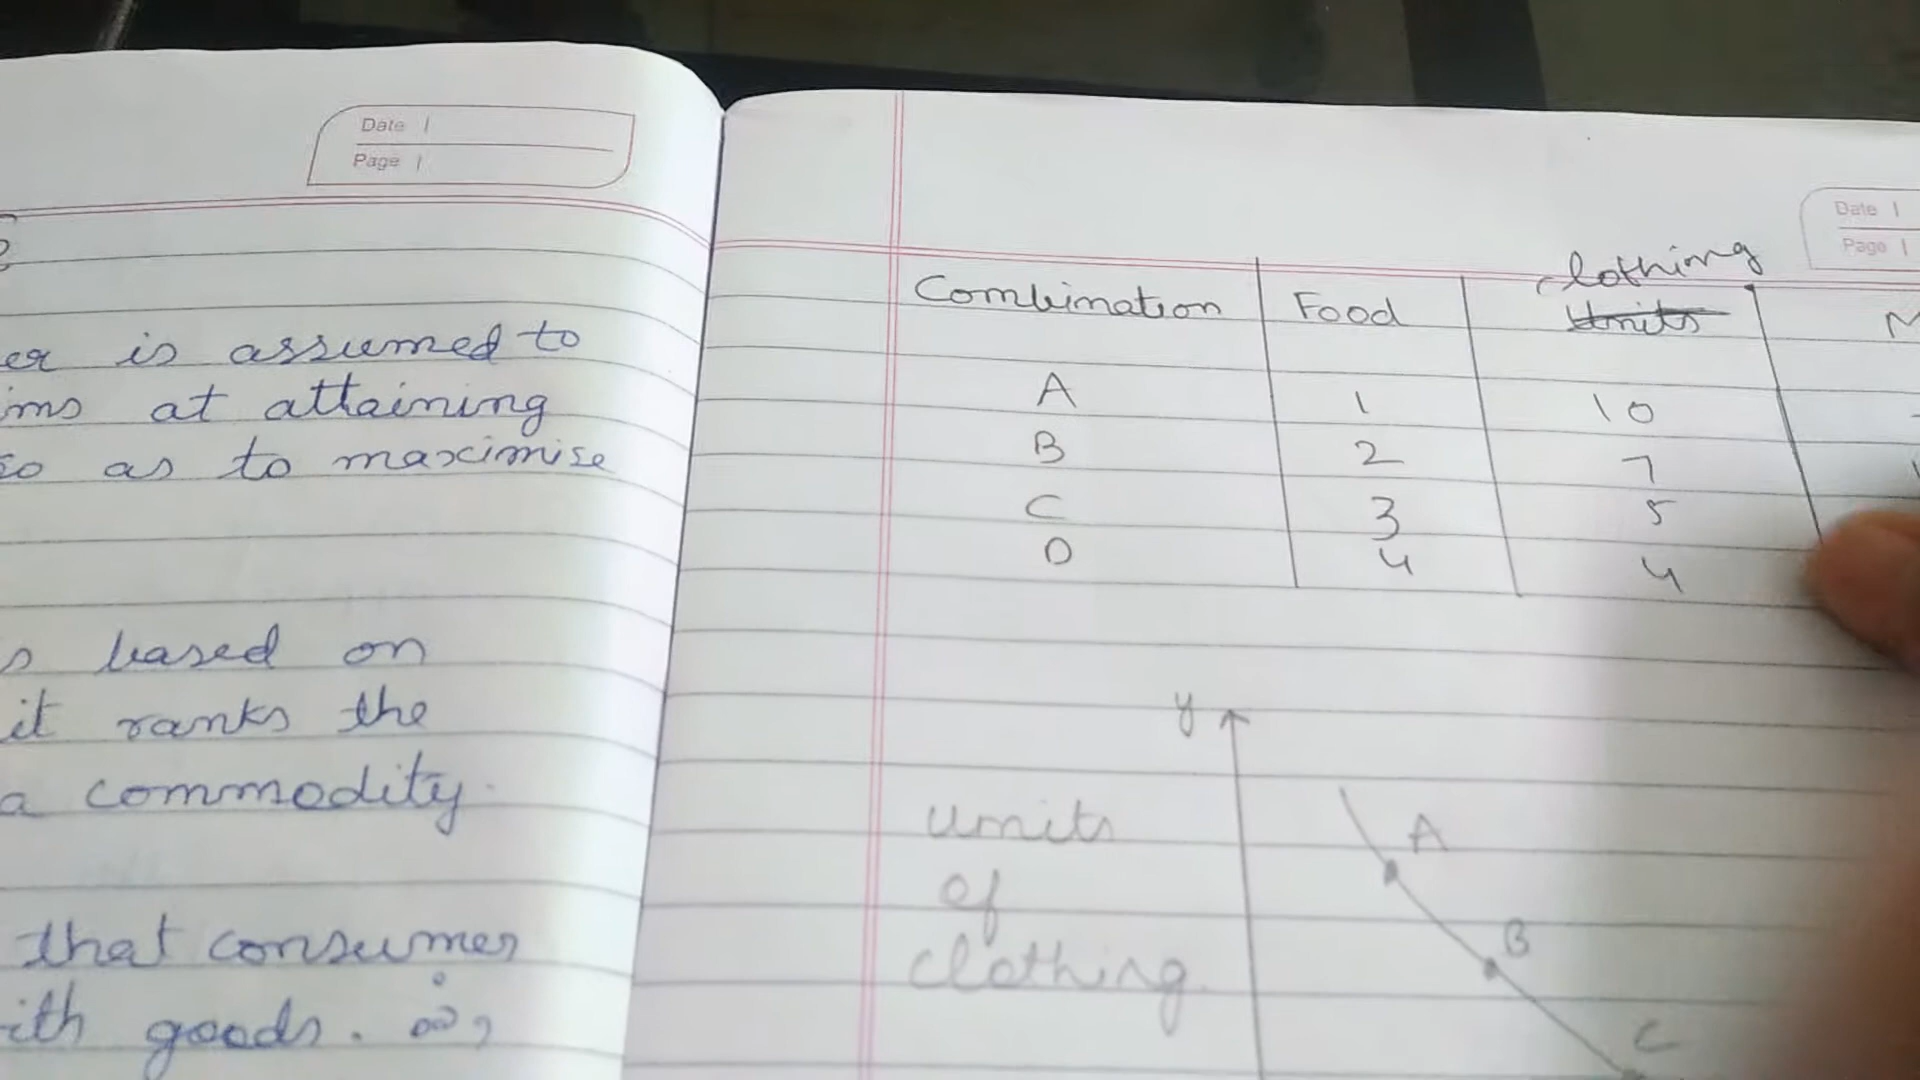 Date |
Page |
er is assumed to
ims at attaining
so as to maximise
s based on
it ranks the
a commodity.
that consumer
ith goods.
Date |
Page |
Combination Food clothing
Units
A 1 10
B 2 7
C 3 5
D 4 4
y
units
of
clothing.
A
B
C